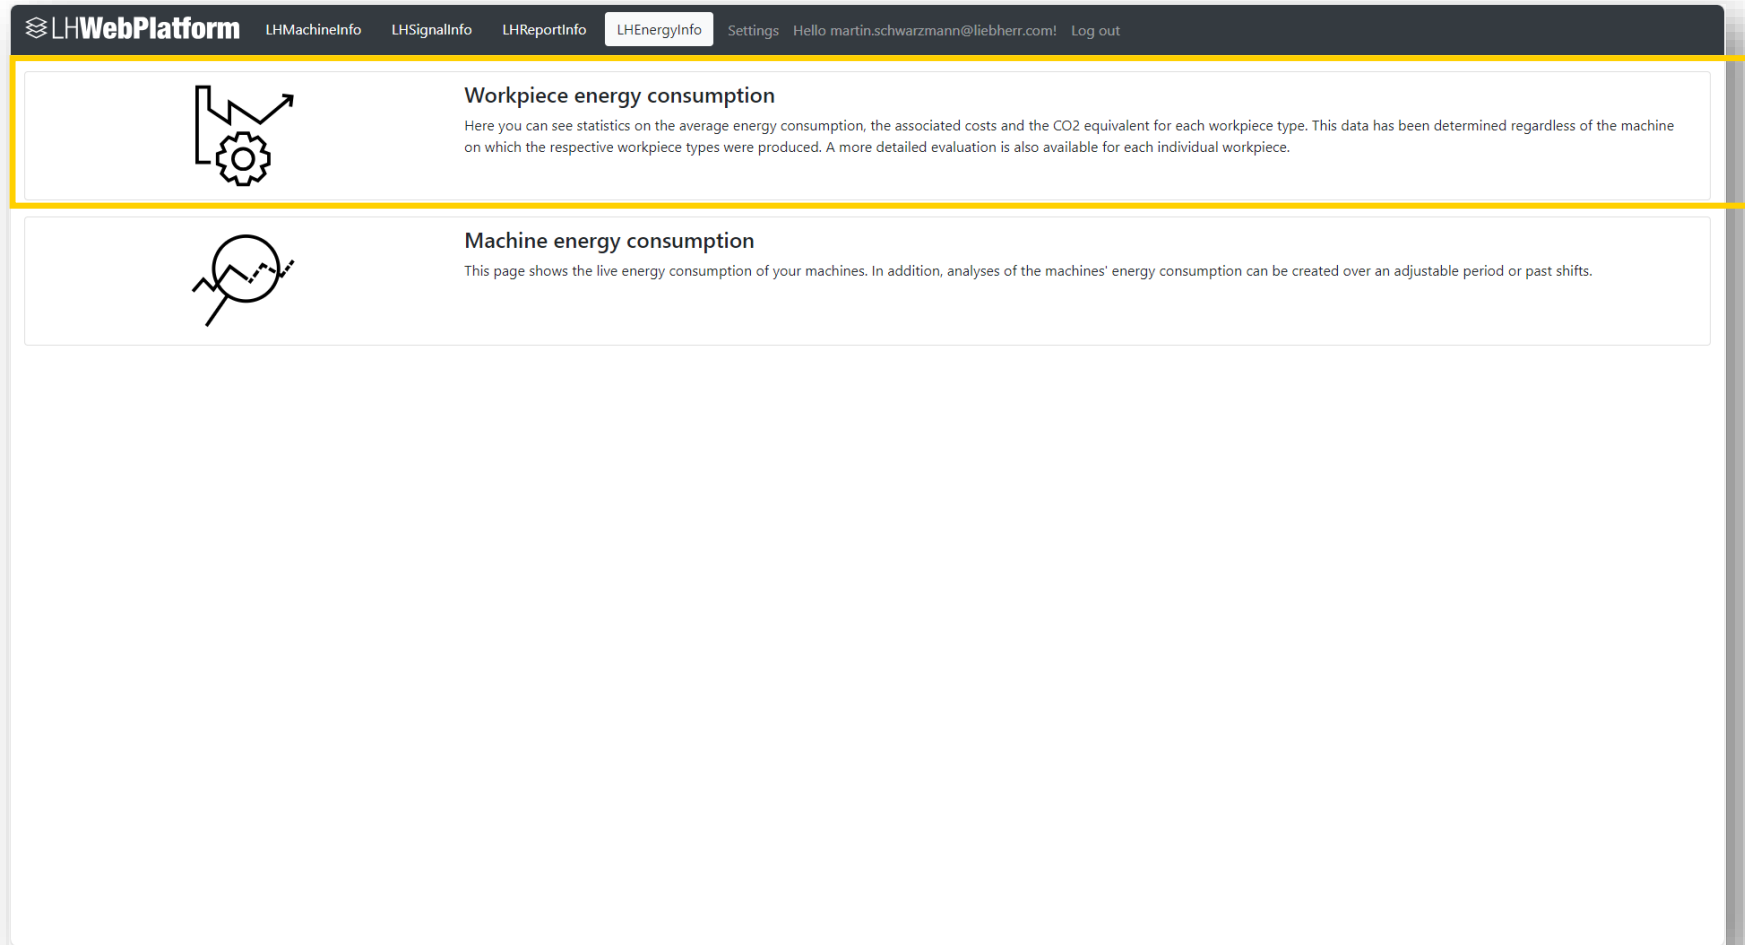 LHWebPlatform LHMachineInfo LHSignalInfo LHReportInfo LHEnergyInfo Settings Hello martin.schwarzmann@liebherr.com! Log out
Workpiece energy consumption
Here you can see statistics on the average energy consumption, the associated costs and the CO2 equivalent for each workpiece type. This data has been determined regardless of the machine
on which the respective workpiece types were produced. A more detailed evaluation is also available for each individual workpiece.
Machine energy consumption
This page shows the live energy consumption of your machines. In addition, analyses of the machines' energy consumption can be created over an adjustable period or past shifts.